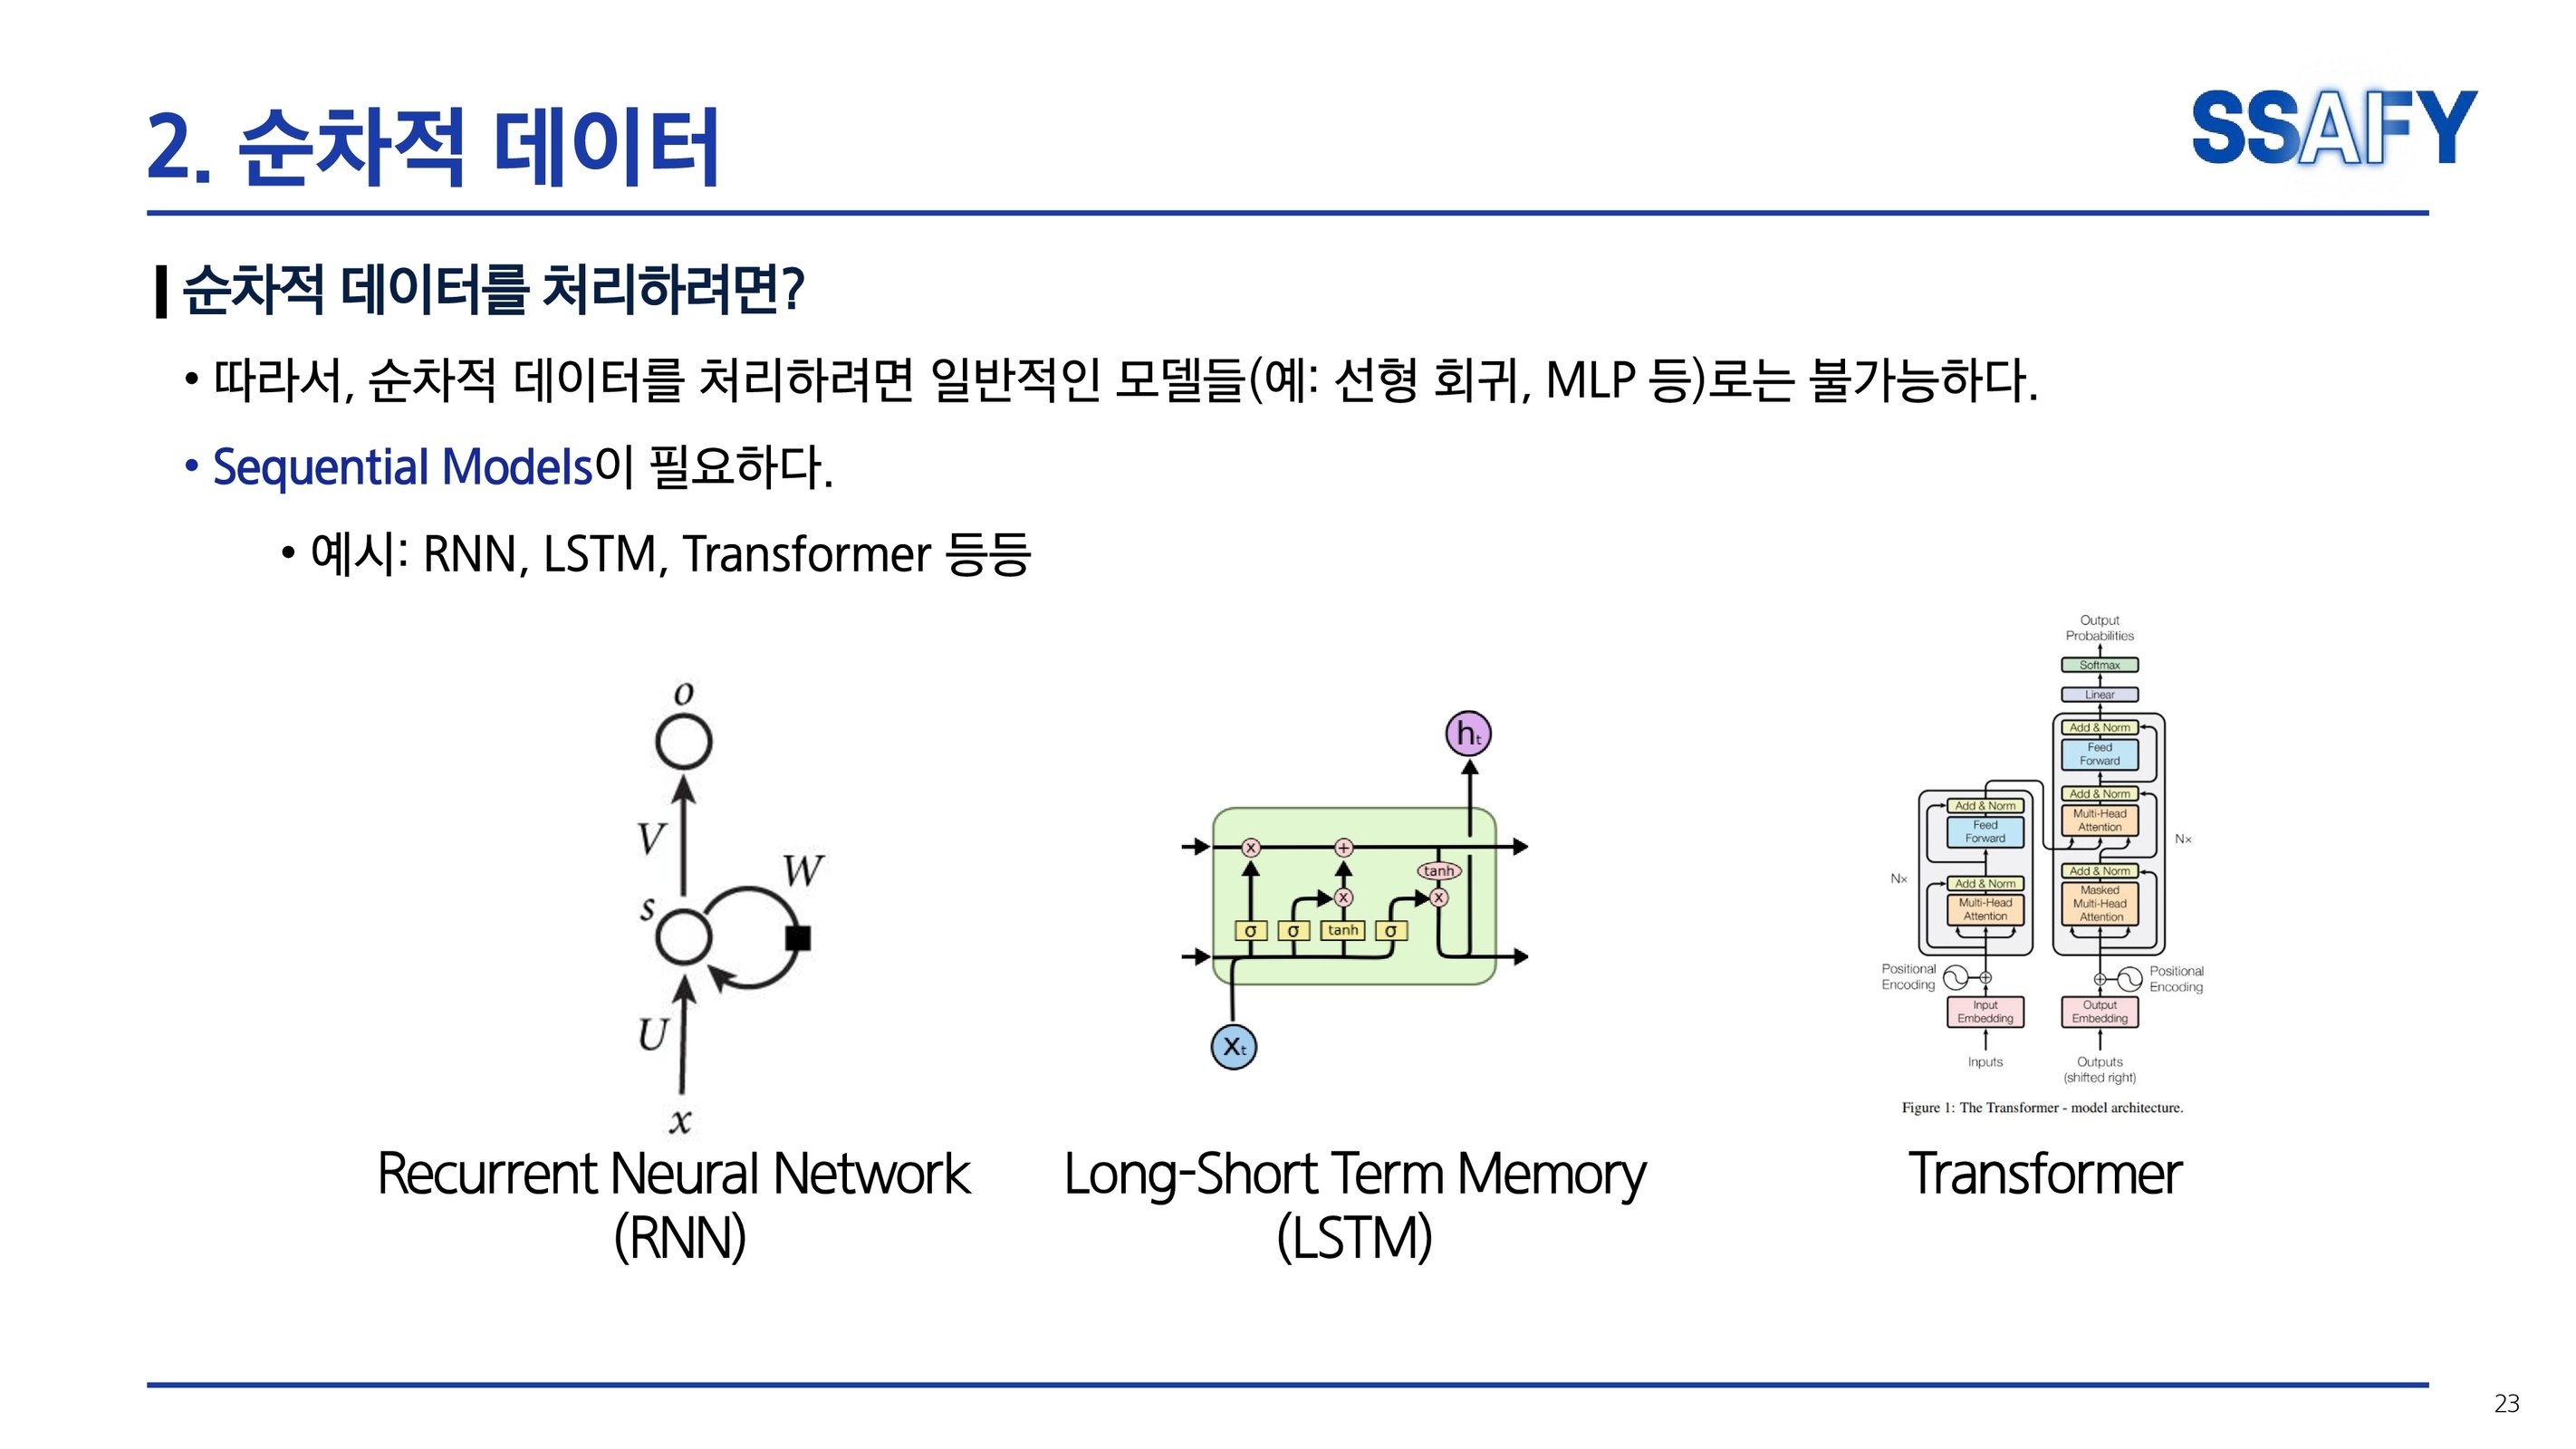 2. 순차적 데이터
SSAFY
순차적 데이터를 처리하려면?
• 따라서, 순차적 데이터를 처리하려면 일반적인 모델들(예: 선형 회귀, MLP 등)로는 불가능하다.
• Sequential Models이 필요하다.
• 예시: RNN, LSTM, Transformer 등등
o
V
W
s
U
x
Recurrent Neural Network
(RNN)
ht
x
+
tanh
x
x
σ
σ
tanh
σ
Xt
Long-Short Term Memory
(LSTM)
Output
Probabilities
Softmax
Linear
Add & Norm
Feed
Forward
Add & Norm
Multi-Head
Attention
Nx
Add & Norm
Masked
Multi-Head
Attention
Add & Norm
Feed
Forward
Nx
Add & Norm
Multi-Head
Attention
Positional
Encoding
Positional
Encoding
Input
Embedding
Output
Embedding
Inputs
Outputs
(shifted right)
Figure 1: The Transformer - model architecture.
Transformer
23